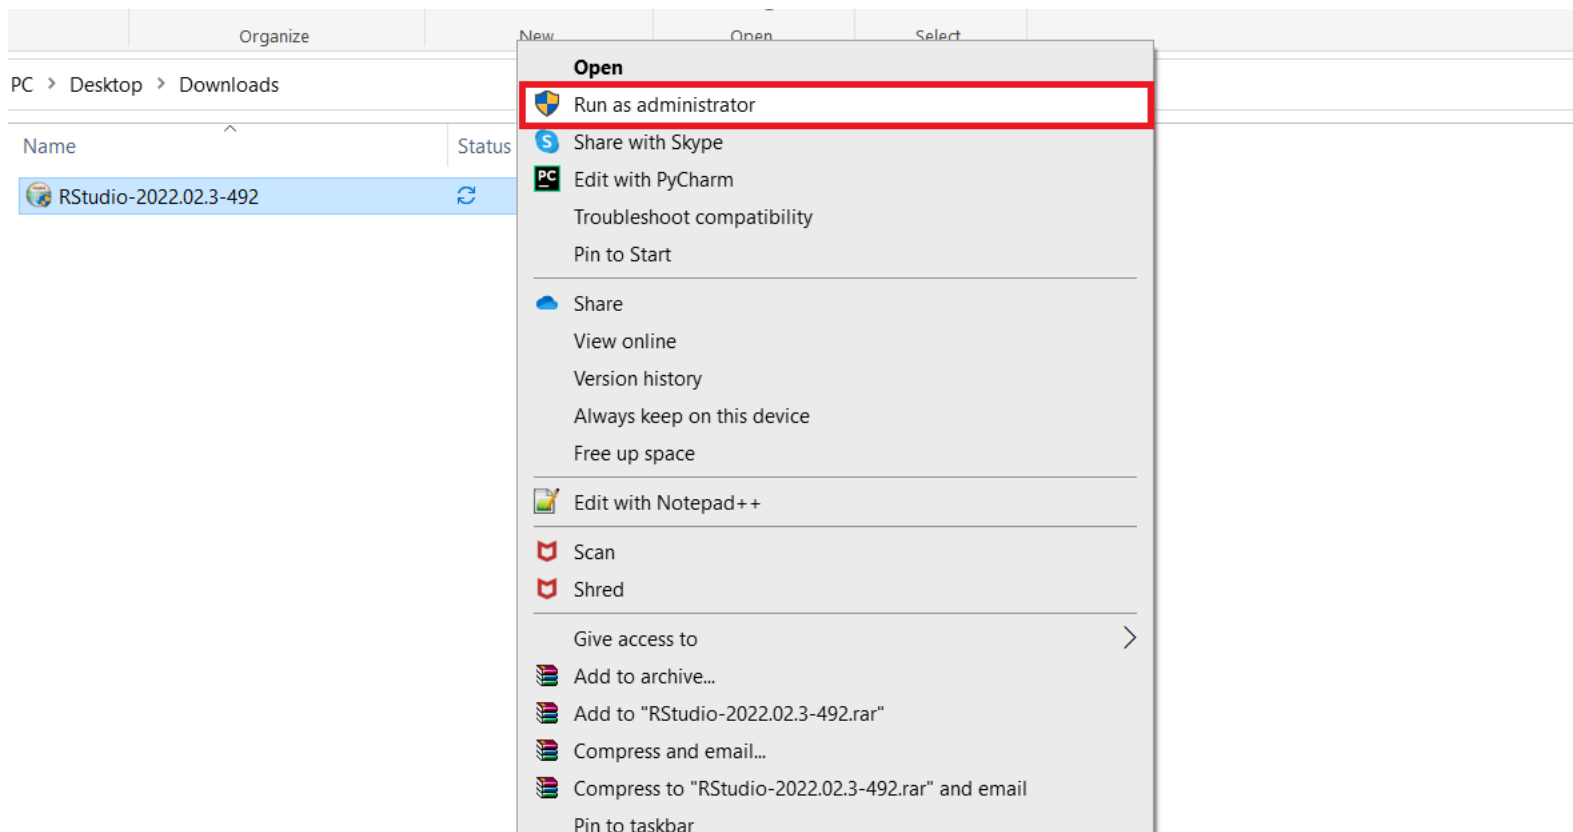 Organize
New
Open
Select
PC > Desktop > Downloads
Name
Status
RStudio-2022.02.3-492
Open
Run as administrator
S
Share with Skype
PC
Edit with PyCharm
Troubleshoot compatibility
Pin to Start
Share
View online
Version history
Always keep on this device
Free up space
Edit with Notepad++
Scan
Shred
Give access to
Add to archive...
Add to "RStudio-2022.02.3-492.rar"
Compress and email...
Compress to "RStudio-2022.02.3-492.rar" and email
Pin to taskbar